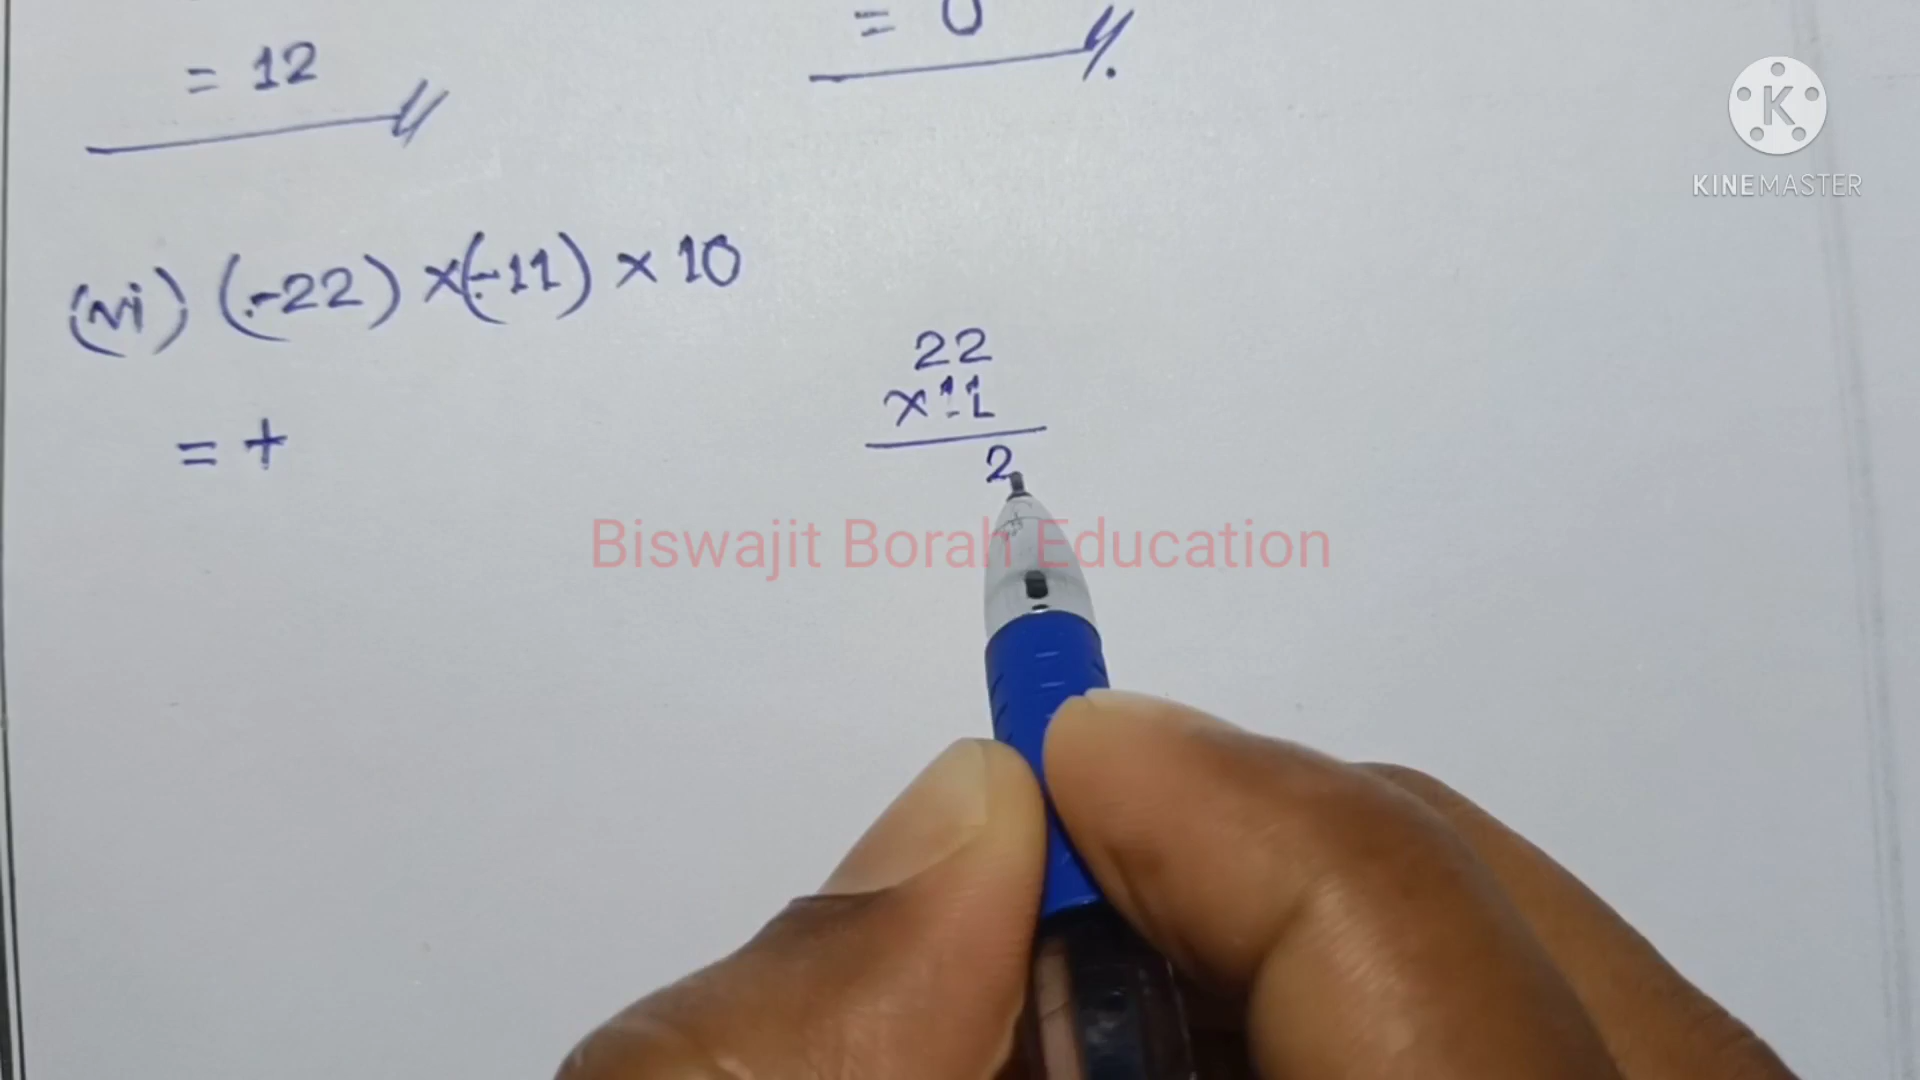 = 0
= 12
KINEMASTER
(vi) (-22) × (-11) × 10
22
× 11
= +
2
Biswajit Borah Education